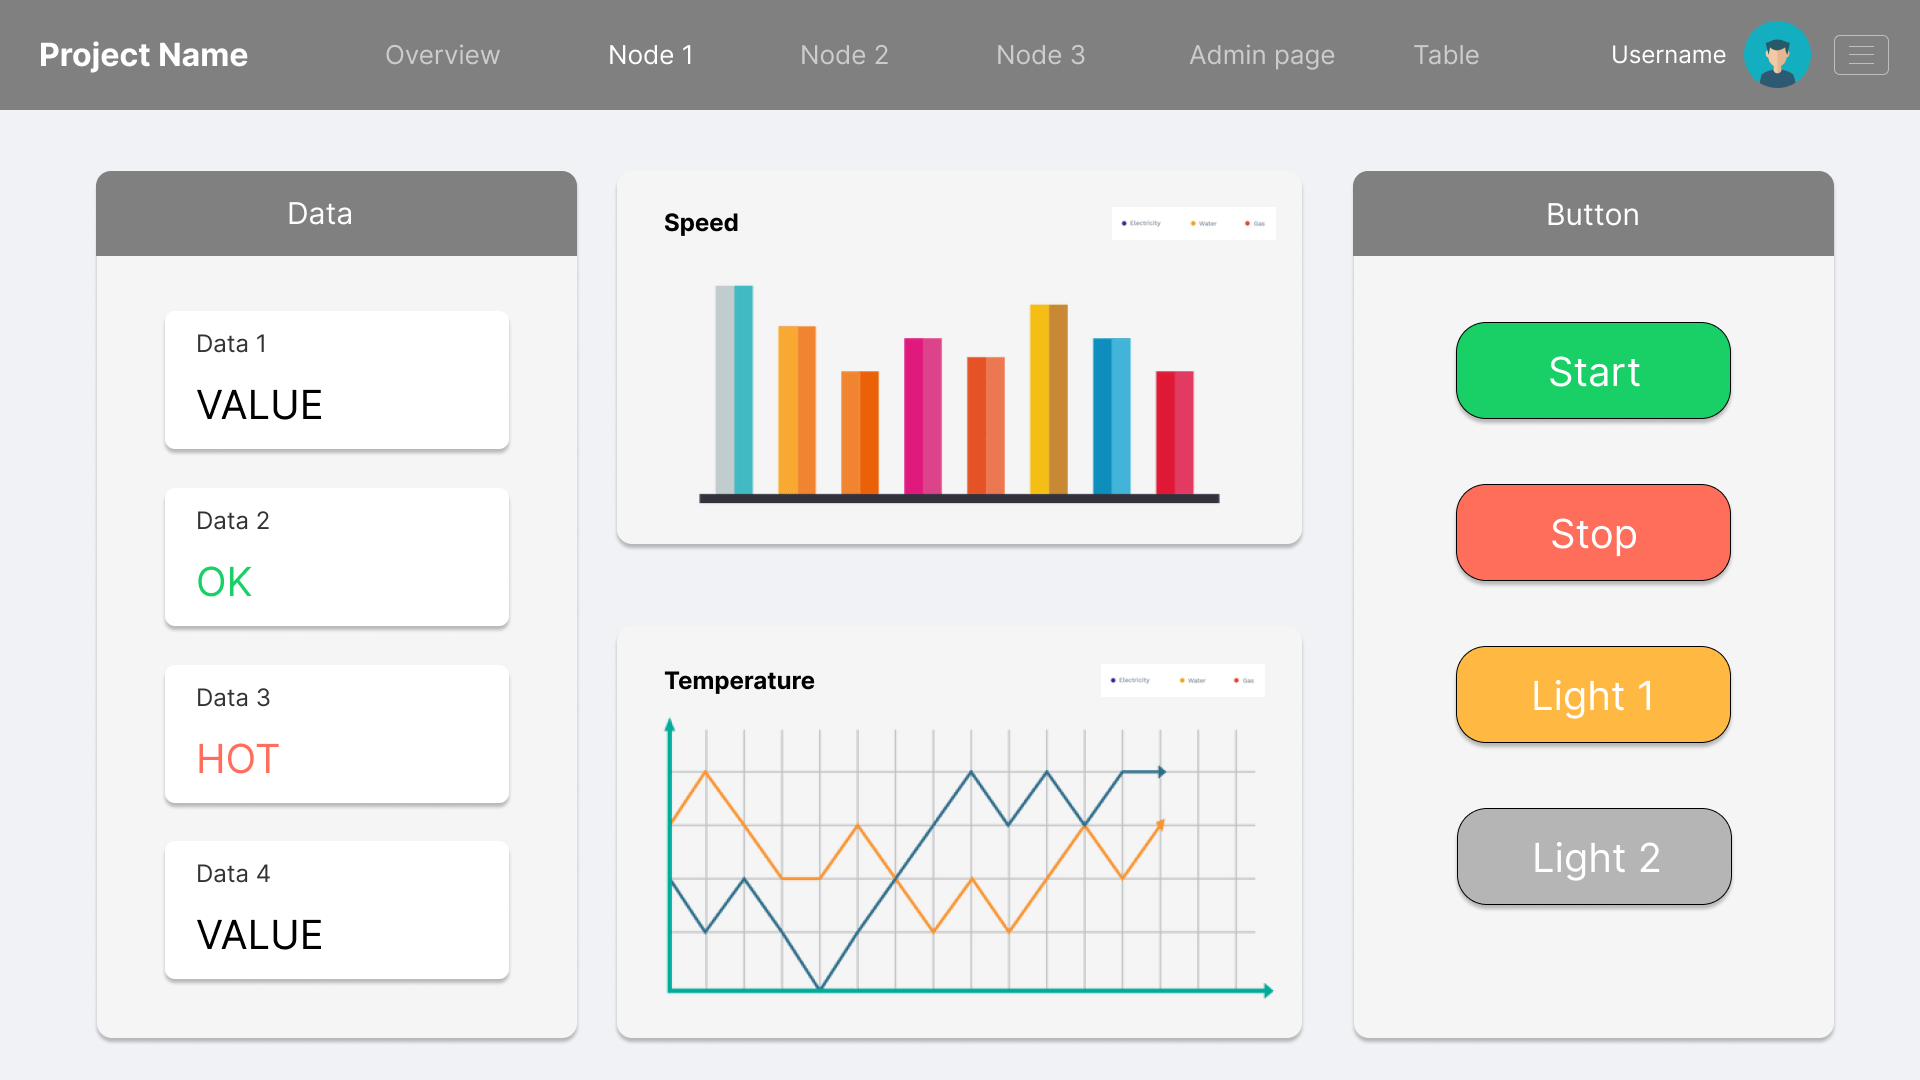 Project Name
Overview
Node 1
Node 2
Node 3
Admin page
Table
Username
Data
Data 1
VALUE
Data 2
OK
Data 3
HOT
Data 4
VALUE
Speed
Electricity
Water
Gas
Temperature
Electricity
Water
Gas
Button
Start
Stop
Light 1
Light 2